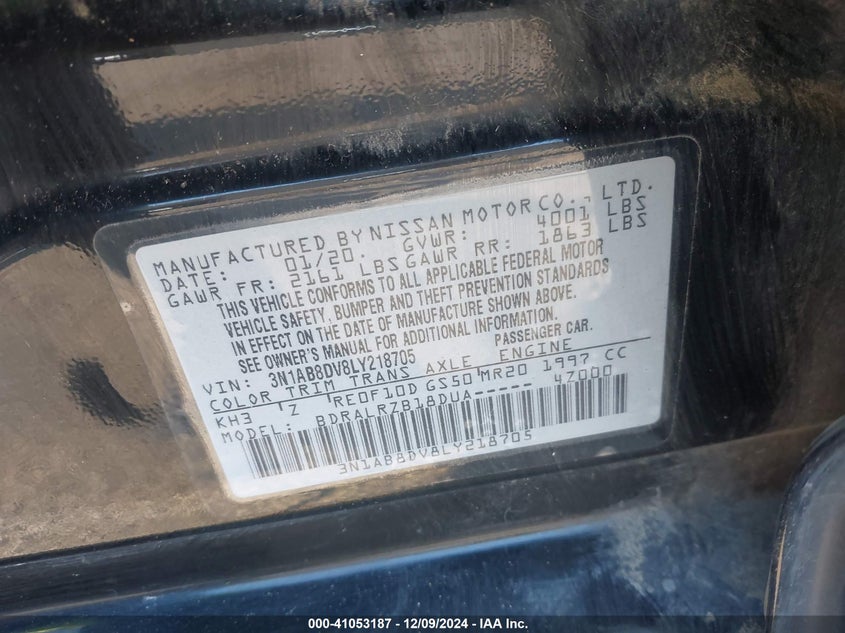 MANUFACTURED BY NISSAN MOTOR CO., LTD.
DATE: 01/20. GVWR: 4001 LBS
GAWR FR: 2161 LBS GAWR RR: 1863 LBS
THIS VEHICLE CONFORMS TO ALL APPLICABLE FEDERAL MOTOR
VEHICLE SAFETY, BUMPER AND THEFT PREVENTION STANDARDS
IN EFFECT ON THE DATE OF MANUFACTURE SHOWN ABOVE.
SEE OWNER'S MANUAL FOR ADDITIONAL INFORMATION.
VIN: 3N1AB8DV8LY218705 PASSENGER CAR.
COLOR TRIM TRANS AXLE ENGINE
KH3 Z RE0F10D GS50 MR20 1997 CC
MODEL: BDRALRZB18DUA----- 47000
3N1AB8DV8LY218705
000-41053187 - 12/09/2024 - IAA Inc.